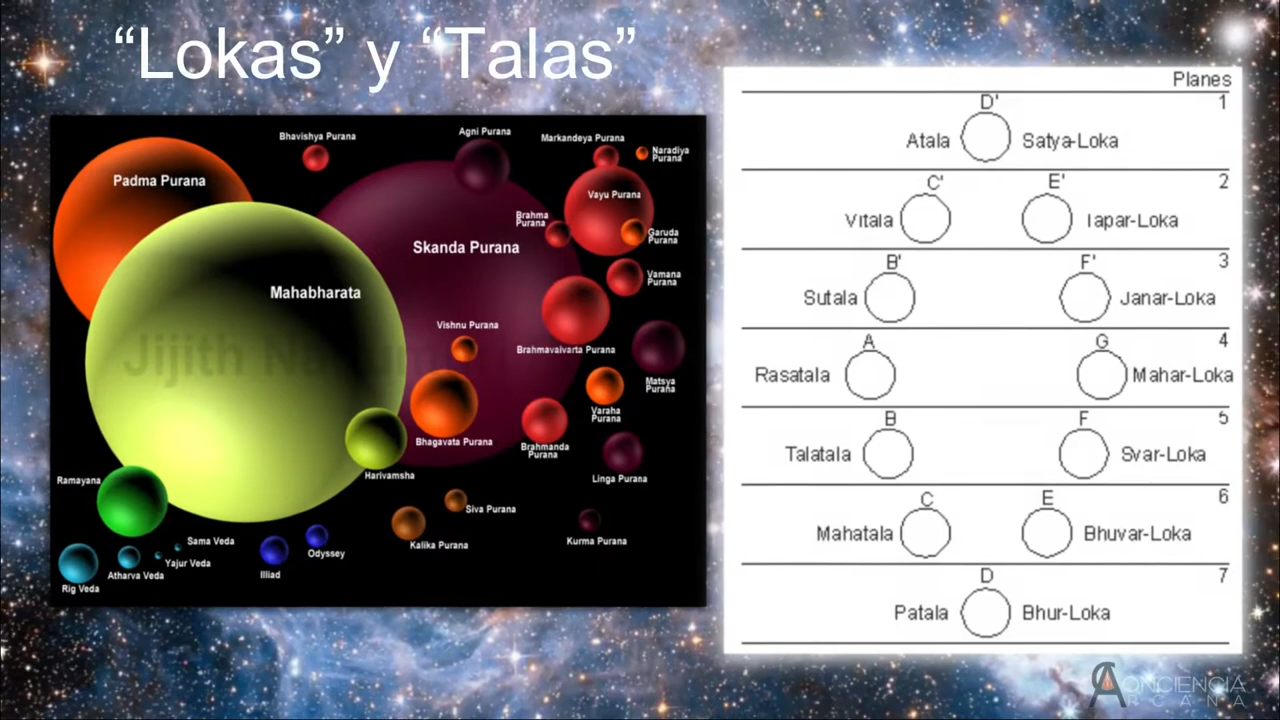 “Lokas” y “Talas”
Padma Purana
Bhavishya Purana
Agni Purana
Markandeya Purana
Naradiya
Purana
Vayu Purana
Brahma
Purana
Garuda
Purana
Skanda Purana
Vamana
Purana
Mahabharata
Vishnu Purana
Brahmavaivarta Purana
Matsya
Purana
Varaha
Purana
Bhagavata Purana
Brahmanda
Purana
Harivamsha
Linga Purana
Ramayana
Siva Purana
Kalika Purana
Kurma Purana
Sama Veda
Yajur Veda
Atharva Veda
Rig Veda
Odyssey
Illiad
Jijith
Planes
D' 1
Atala Satya-Loka
C' E' 2
Vitala Iapar-Loka
B' F' 3
Sutala Janar-Loka
A G 4
Rasatala Mahar-Loka
B F 5
Talatala Svar-Loka
C E 6
Mahatala Bhuvar-Loka
D 7
Patala Bhur-Loka
CONCIENCIA
ARCANA